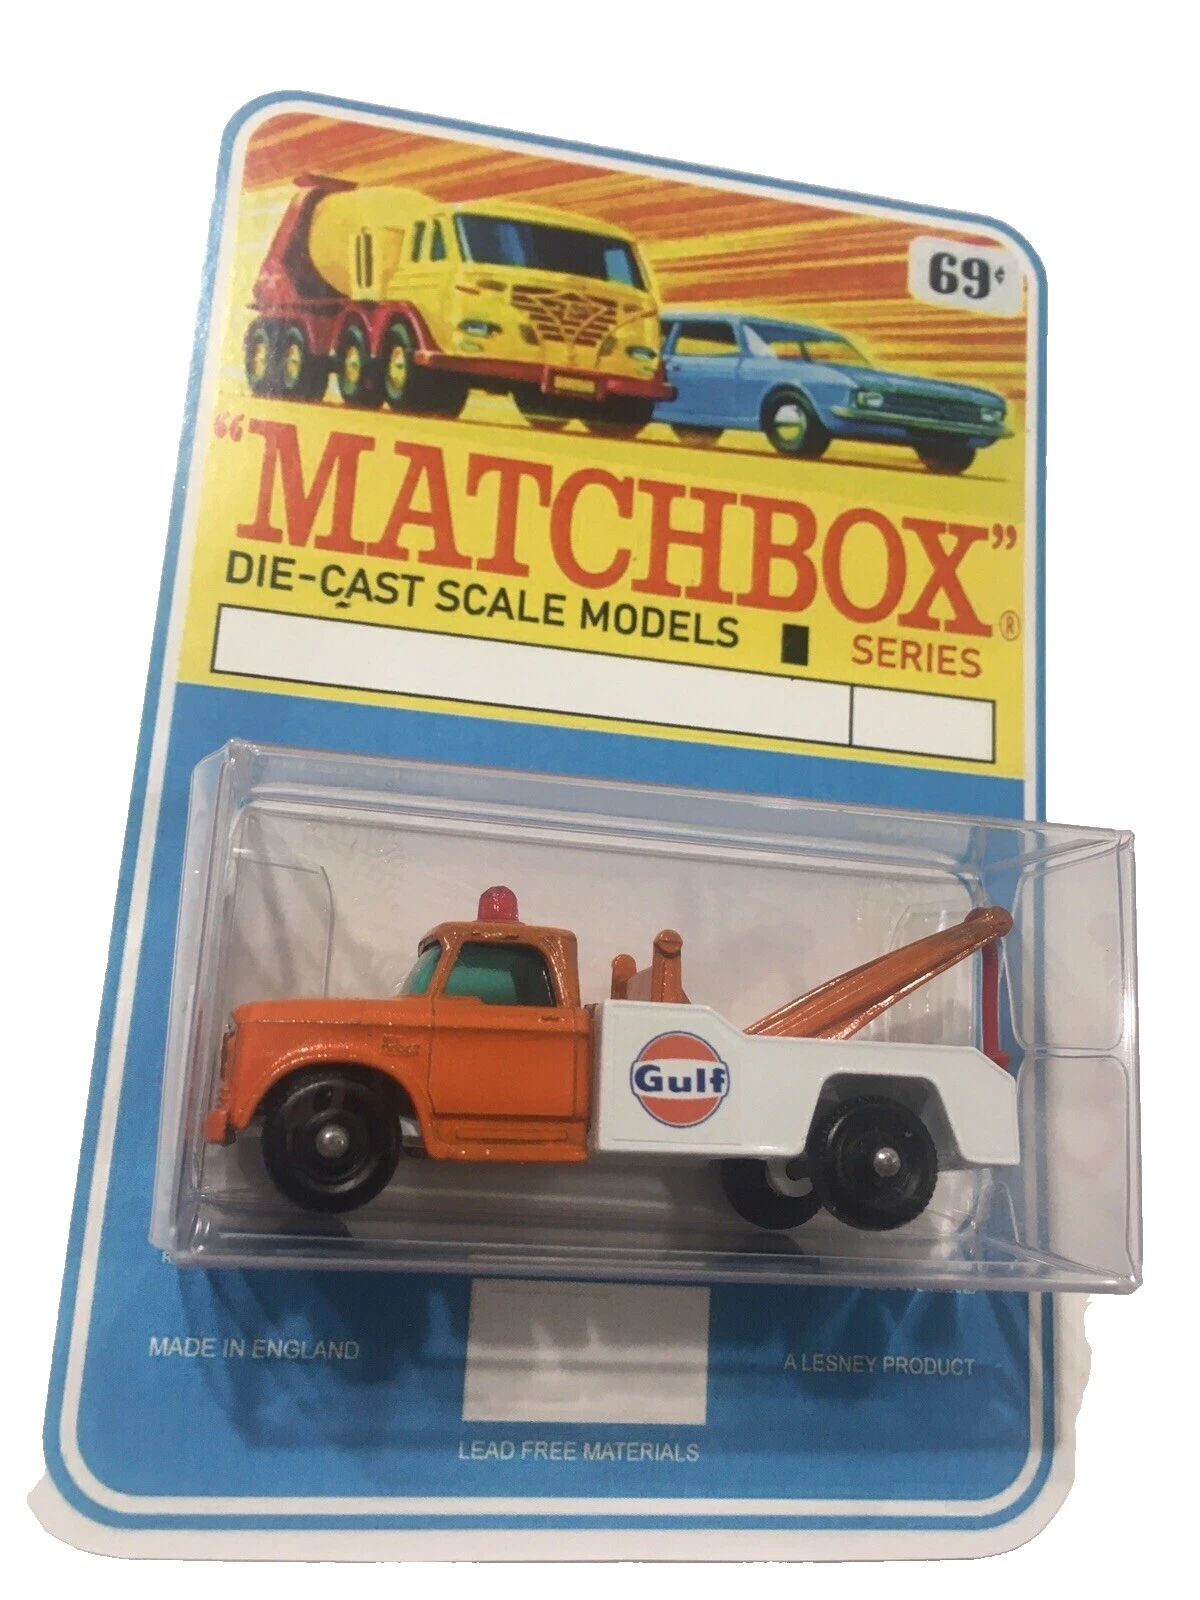 69¢
"MATCHBOX"®
DIE-CAST SCALE MODELS SERIES
Gulf
MADE IN ENGLAND
A LESNEY PRODUCT
LEAD FREE MATERIALS